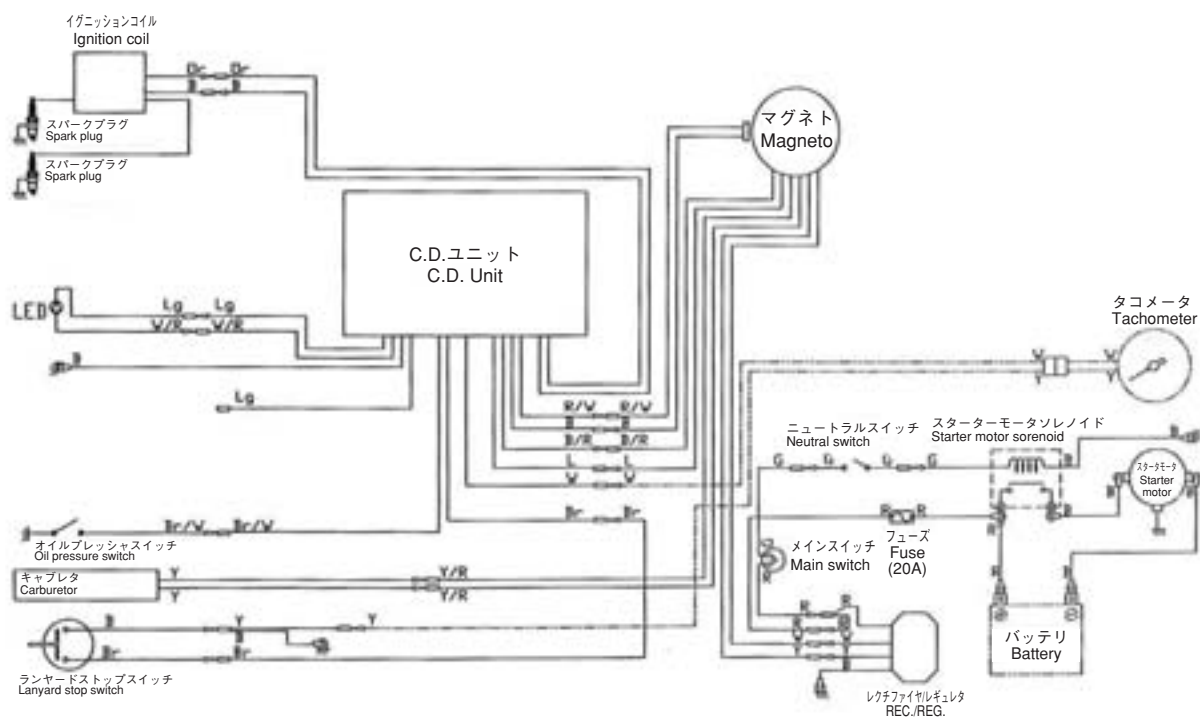 イグニッションコイル
Ignition coil
Br Br
B B
スパークプラグ
Spark plug
スパークプラグ
Spark plug
マグネト
Magneto
C.D.ユニット
C.D. Unit
LED
Lg Lg
W/R W/R
B
Lg
タコメータ
Tachometer
W W
Y Y
R/W R/W
B B
B/R B/R
L L
W W
Br Br
ニュートラルスイッチ
Neutral switch
スターターモータソレノイド
Starter motor sorenoid
G G G G
B B
スタータモータ
Starter
motor
B B
R R
R B
フューズ
Fuse
(20A)
メインスイッチ
Main switch
R
Br/W Br/W
オイルプレッシャスイッチ
Oil pressure switch
キャブレタ
Carburetor
Y Y/R
Y Y/R
B Y Y
B
Br Br
ランヤードストップスイッチ
Lanyard stop switch
R R
R B
バッテリ
Battery
Y Y
B
レクチファイヤ/レギュレタ
REC./REG.